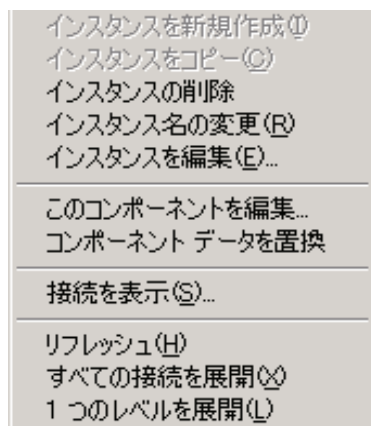 インスタンスを新規作成(I)
インスタンスをコピー(C)
インスタンスの削除
インスタンス名の変更(R)
インスタンスを編集(E)...
このコンポーネントを編集...
コンポーネント データを置換
接続を表示(S)...
リフレッシュ(H)
すべての接続を展開(X)
1 つのレベルを展開(L)